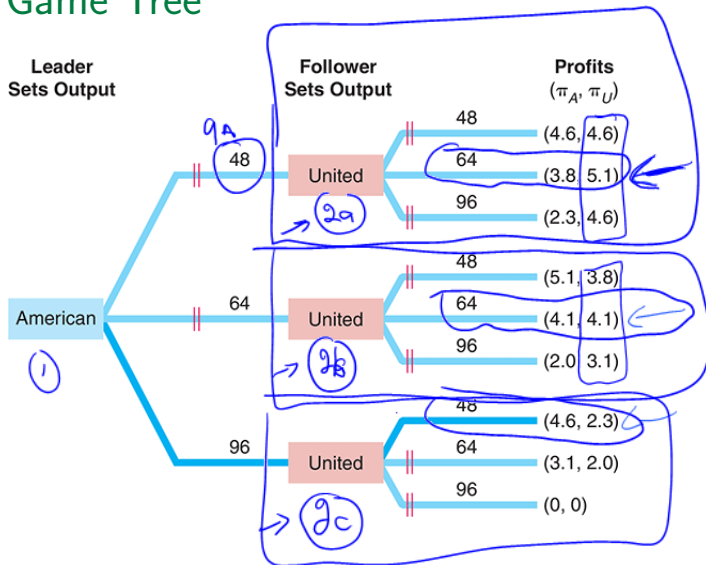 Game Tree
Leader
Sets Output
Follower
Sets Output
Profits
(π_A, π_U)
q_A
48
United
2a
48
(4.6, 4.6)
64
(3.8, 5.1)
96
(2.3, 4.6)
American
1
64
United
2b
48
(5.1, 3.8)
64
(4.1, 4.1)
96
(2.0, 3.1)
96
United
2c
48
(4.6, 2.3)
64
(3.1, 2.0)
96
(0, 0)